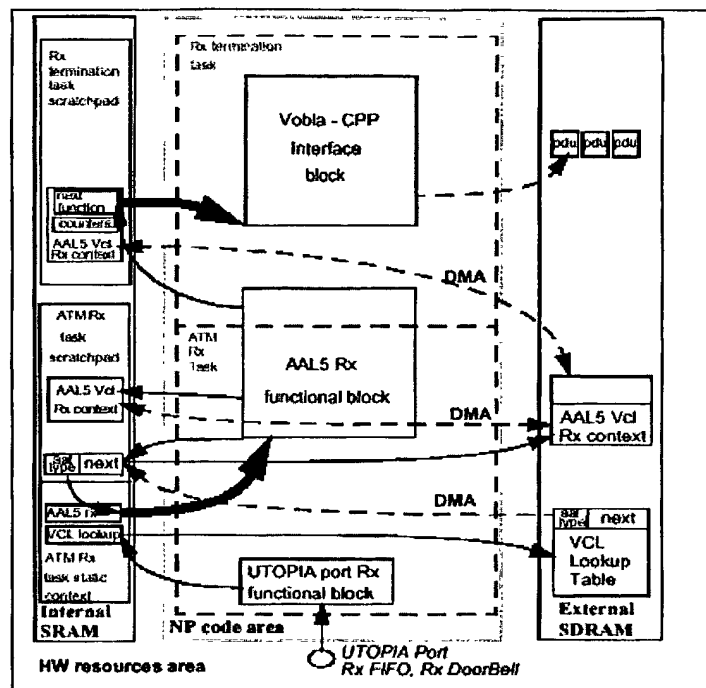 Rx
termination
task
scratchpad
next
function
counters
AAL5 Vcl
Rx context
ATM Rx
task
scratchpad
AAL5 Vcl
Rx context
aal
type
next
AAL5 rx
VCL lookup
ATM Rx
task static
context
Internal
SRAM
Rx termination
task
Vobla - CPP
Interface
block
DMA
ATM
Rx
Task
AAL5 Rx
functional block
DMA
DMA
UTOPIA port Rx
functional block
NP code area
pdu pdu pdu
AAL5 Vcl
Rx context
aal
type
next
VCL
Lookup
Table
External
SDRAM
HW resources area
UTOPIA Port
Rx FIFO, Rx DoorBell